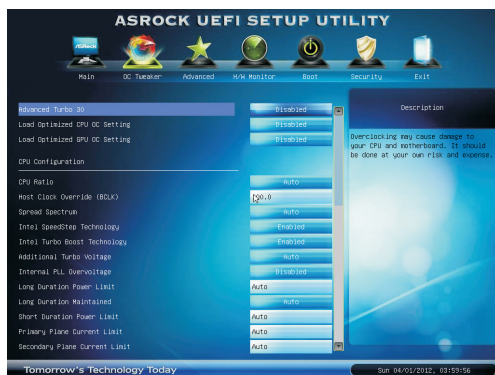 ASROCK UEFI SETUP UTILITY
ASRock
Main OC Tweaker Advanced H/W Monitor Boot Security Exit
Advanced Turbo 30 Disabled
Load Optimized CPU OC Setting Disabled
Load Optimized GPU OC Setting Disabled
CPU Configuration
CPU Ratio Auto
Host Clock Override (BCLK) 100.0
Spread Spectrum Auto
Intel SpeedStep Technology Enabled
Intel Turbo Boost Technology Enabled
Additional Turbo Voltage Auto
Internal PLL Overvoltage Disabled
Long Duration Power Limit Auto
Long Duration Maintained Auto
Short Duration Power Limit Auto
Primary Plane Current Limit Auto
Secondary Plane Current Limit Auto
Description
Overclocking may cause damage to
your CPU and motherboard. It should
be done at your own risk and expense.
Tomorrow's Technology Today
Sun 04/01/2012, 03:59:56